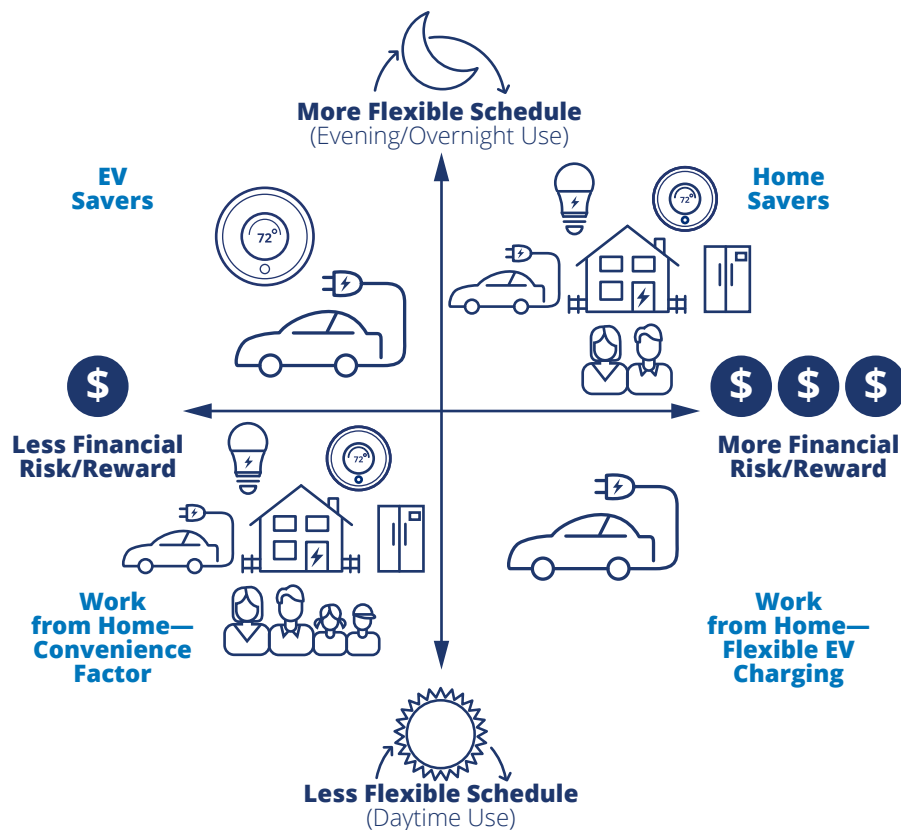 More Flexible Schedule
(Evening/Overnight Use)
EV
Savers
Home
Savers
72°
72°
$
$ $ $
Less Financial
Risk/Reward
More Financial
Risk/Reward
72°
Work
from Home—
Convenience
Factor
Work
from Home—
Flexible EV
Charging
Less Flexible Schedule
(Daytime Use)